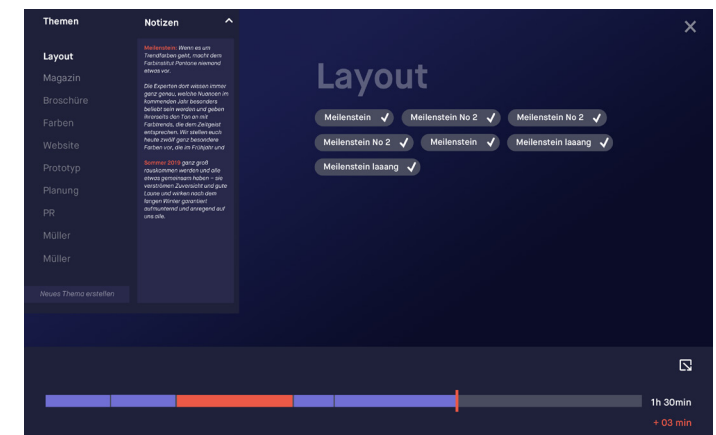 Themen
Layout
Magazin
Broschüre
Farben
Website
Prototyp
Planung
PR
Müller
Müller
Neues Thema erstellen
Notizen
Meilenstein: Wenn es um
Trendfarben geht, macht dem
Farbinstitut Pantone niemand
etwas vor.
Die Experten dort wissen immer
ganz genau, welche Nuancen im
kommenden Jahr besonders
beliebt sein werden und geben
ihrerseits den Ton an mit
Farbtrends, die dem Zeitgeist
entsprechen. Wir stellen euch
heute zwölf ganz besondere
Farben vor, die im Frühjahr und
Sommer 2019 ganz groß
rauskommen werden und alle
etwas gemeinsam haben – sie
verströmen Zuversicht und gute
Laune und wirken nach dem
langen Winter garantiert
aufmunternd und anregend auf
uns alle.
Layout
Meilenstein
Meilenstein No 2
Meilenstein No 2
Meilenstein No 2
Meilenstein
Meilenstein laaang
Meilenstein laaang
1h 30min
+ 03 min